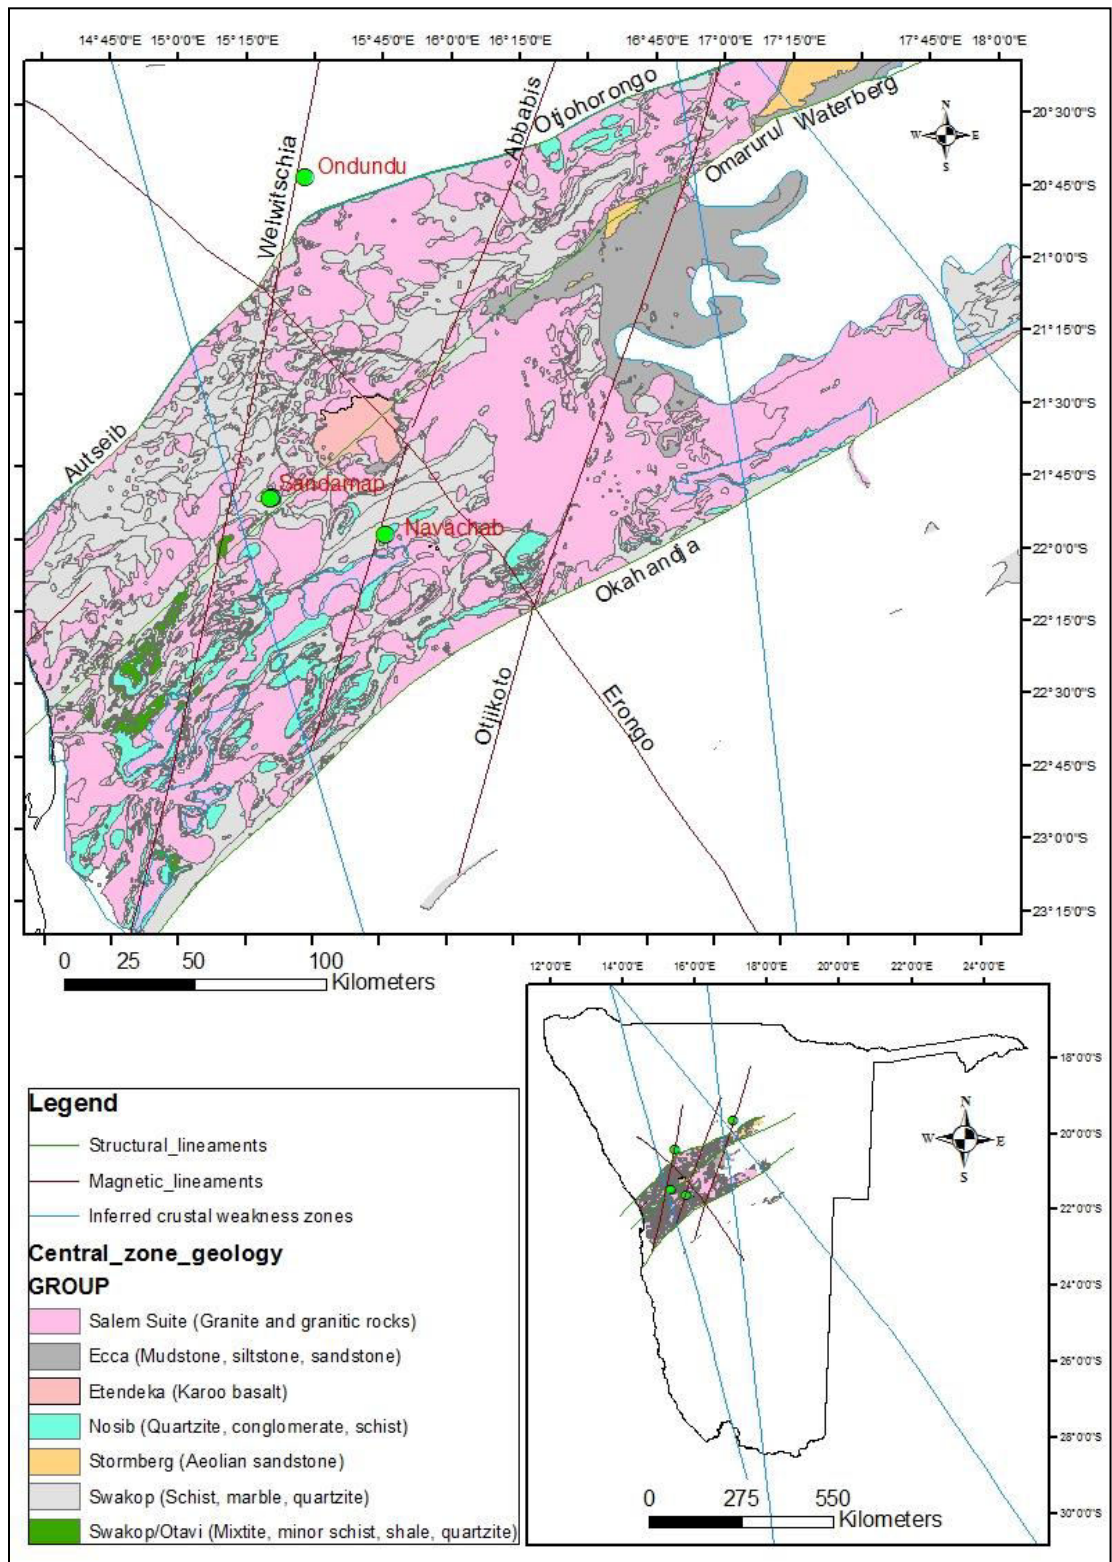 14°45'0"E 15°0'0"E 15°15'0"E 15°45'0"E 16°0'0"E 16°15'0"E 16°45'0"E 17°0'0"E 17°15'0"E 17°45'0"E 18°0'0"E
Otjohorongo
Abbabis
Waterberg
20°30'0"S
N
W E
S
Welwitschia
Ondundu
Omarurul
20°45'0"S
21°0'0"S
21°15'0"S
21°30'0"S
Autseib
Sandamap
21°45'0"S
Navachab
22°0'0"S
Okahandja
22°15'0"S
22°30'0"S
Otjikoto
Erongo
22°45'0"S
23°0'0"S
23°15'0"S
0 25 50 100
Kilometers
12°0'0"E 14°0'0"E 16°0'0"E 18°0'0"E 20°0'0"E 22°0'0"E 24°0'0"E
18°0'0"S
N
W E
S
20°0'0"S
22°0'0"S
24°0'0"S
26°0'0"S
28°0'0"S
30°0'0"S
0 275 550
Kilometers
Legend
Structural_lineaments
Magnetic_lineaments
Inferred crustal weakness zones
Central_zone_geology
GROUP
Salem Suite (Granite and granitic rocks)
Ecca (Mudstone, siltstone, sandstone)
Etendeka (Karoo basalt)
Nosib (Quartzite, conglomerate, schist)
Stormberg (Aeolian sandstone)
Swakop (Schist, marble, quartzite)
Swakop/Otavi (Mixtite, minor schist, shale, quartzite)